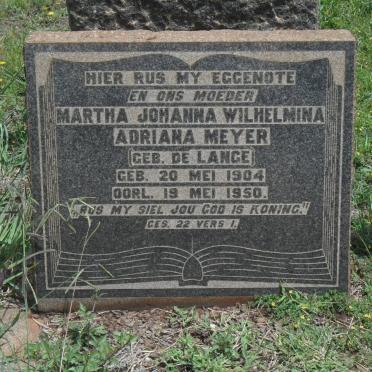 HIER RUS MY EGGENOTE
EN ONS MOEDER
MARTHA JOHANNA WILHELMINA
ADRIANA MEYER
(GEB. DE LANGE)
GEB. 20 MEI 1904
OORL. 19 MEI 1950.
„RUS MY SIEL JOU GOD IS KONING."
GES. 22 VERS 1.